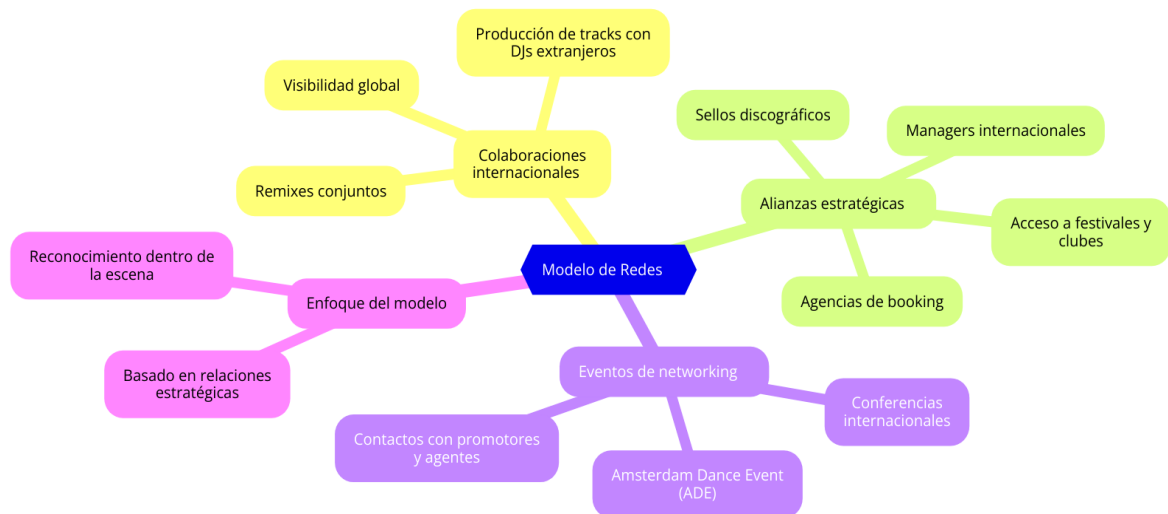 Modelo de Redes
Colaboraciones
internacionales
Producción de tracks con
DJs extranjeros
Visibilidad global
Remixes conjuntos
Alianzas estratégicas
Sellos discográficos
Managers internacionales
Acceso a festivales y
clubes
Agencias de booking
Eventos de networking
Conferencias
internacionales
Amsterdam Dance Event
(ADE)
Contactos con promotores
y agentes
Enfoque del modelo
Reconocimiento dentro de
la escena
Basado en relaciones
estratégicas